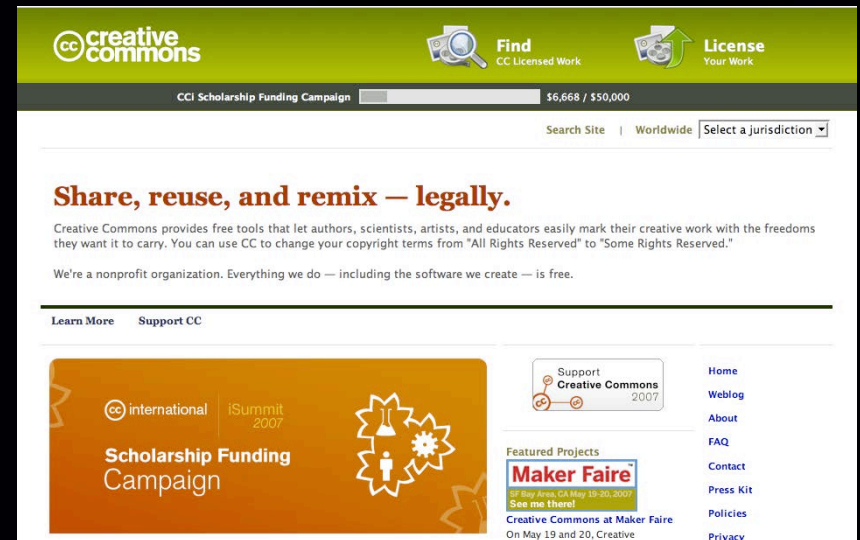 cc creative commons
Find
CC Licensed Work
License
Your Work
CCi Scholarship Funding Campaign $6,668 / $50,000
Search Site | Worldwide Select a jurisdiction
Share, reuse, and remix — legally.
Creative Commons provides free tools that let authors, scientists, artists, and educators easily mark their creative work with the freedoms
they want it to carry. You can use CC to change your copyright terms from "All Rights Reserved" to "Some Rights Reserved."
We're a nonprofit organization. Everything we do — including the software we create — is free.
Learn More Support CC
cc international iSummit
2007
Scholarship Funding
Campaign
Support
Creative Commons
2007
cc
Featured Projects
Maker Faire
SF Bay Area, CA May 19-20, 2007
See me there!
Creative Commons at Maker Faire
On May 19 and 20, Creative
Home
Weblog
About
FAQ
Contact
Press Kit
Policies
Privacy